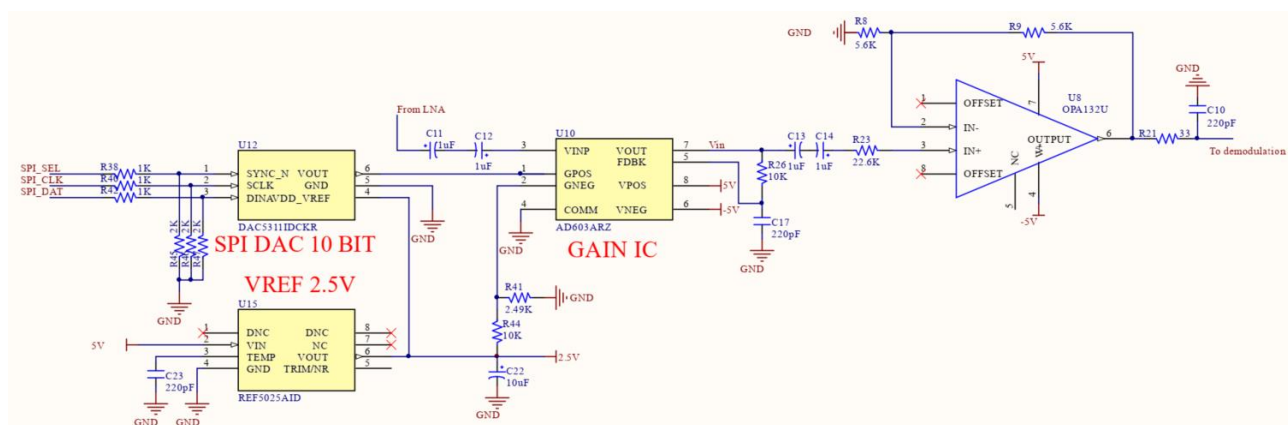 GND
R8
5.6K
R9
5.6K
5V
7
U8
OPA132U
1
OFFSET
2
IN-
OUTPUT
6
3
IN+
8
OFFSET
NC
5
4
-5V
R21
33
GND
C10
220pF
To demodulation
From LNA
C11
1uF
C12
1uF
U10
3
VINP
VOUT
7
Vin
FDBK
5
1
GPOS
2
GNEG
VPOS
8
5V
4
COMM
VNEG
6
-5V
AD603ARZ
GND
GAIN IC
R26
10K
C17
220pF
GND
C13
1uF
C14
1uF
R23
22.6K
U12
SPI_SEL
R38
1K
1
SYNC_N
VOUT
6
SPI_CLK
R40
1K
2
SCLK
GND
5
SPI_DAT
R42
1K
3
DINAVDD_VREF
4
DAC5311IDCKR
GND
2K
2K
2K
R45
GND
SPI DAC 10 BIT
VREF 2.5V
U15
1
DNC
DNC
8
5V
2
VIN
NC
7
3
TEMP
VOUT
6
4
GND
TRIM/NR
5
REF5025AID
C23
220pF
GND
GND
R41
2.49K
GND
R44
10K
2.5V
C22
10uF
GND